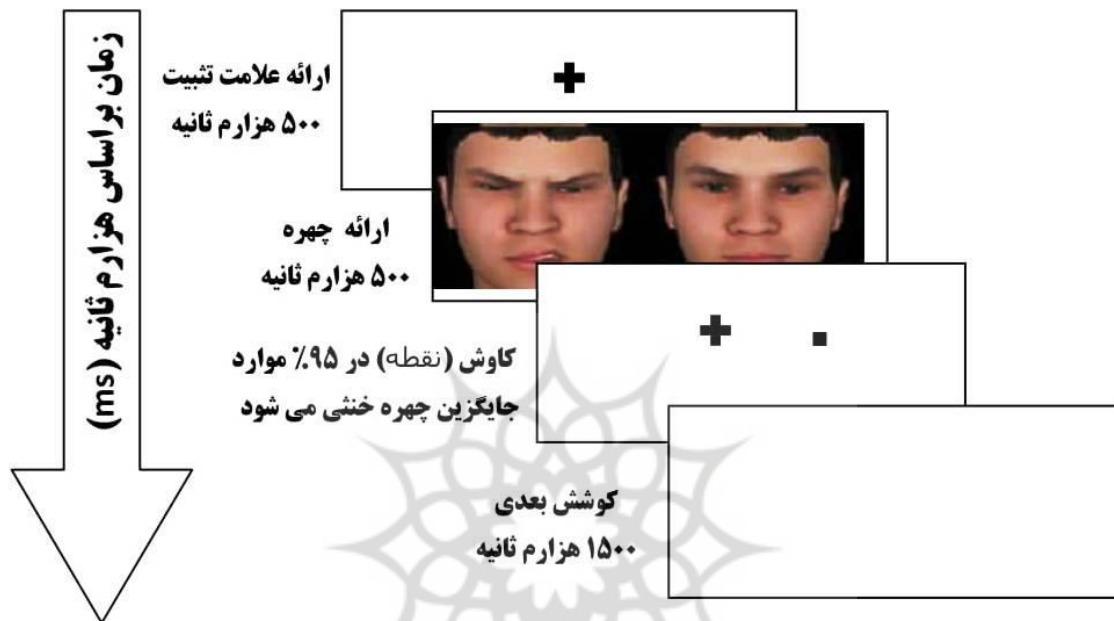 زمان براساس هزارم ثانیه (ms)
ارائه علامت تثبیت
۵۰۰ هزارم ثانیه
ارائه چهره
۵۰۰ هزارم ثانیه
کاوش (نقطه) در ۹۵٪ موارد
جایگزین چهره خنثی می شود
کوشش بعدی
۱۵۰۰ هزارم ثانیه